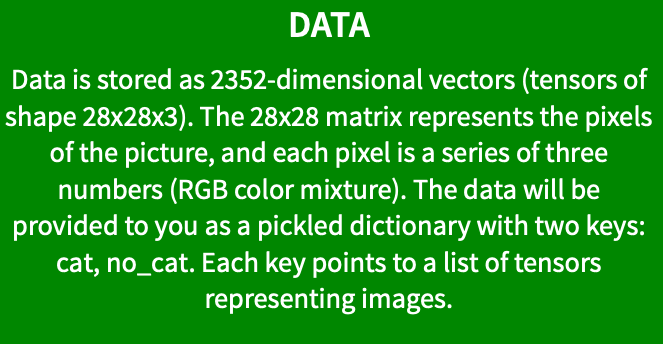 DATA
Data is stored as 2352-dimensional vectors (tensors of
shape 28x28x3). The 28x28 matrix represents the pixels
of the picture, and each pixel is a series of three
numbers (RGB color mixture). The data will be
provided to you as a pickled dictionary with two keys:
cat, no_cat. Each key points to a list of tensors
representing images.